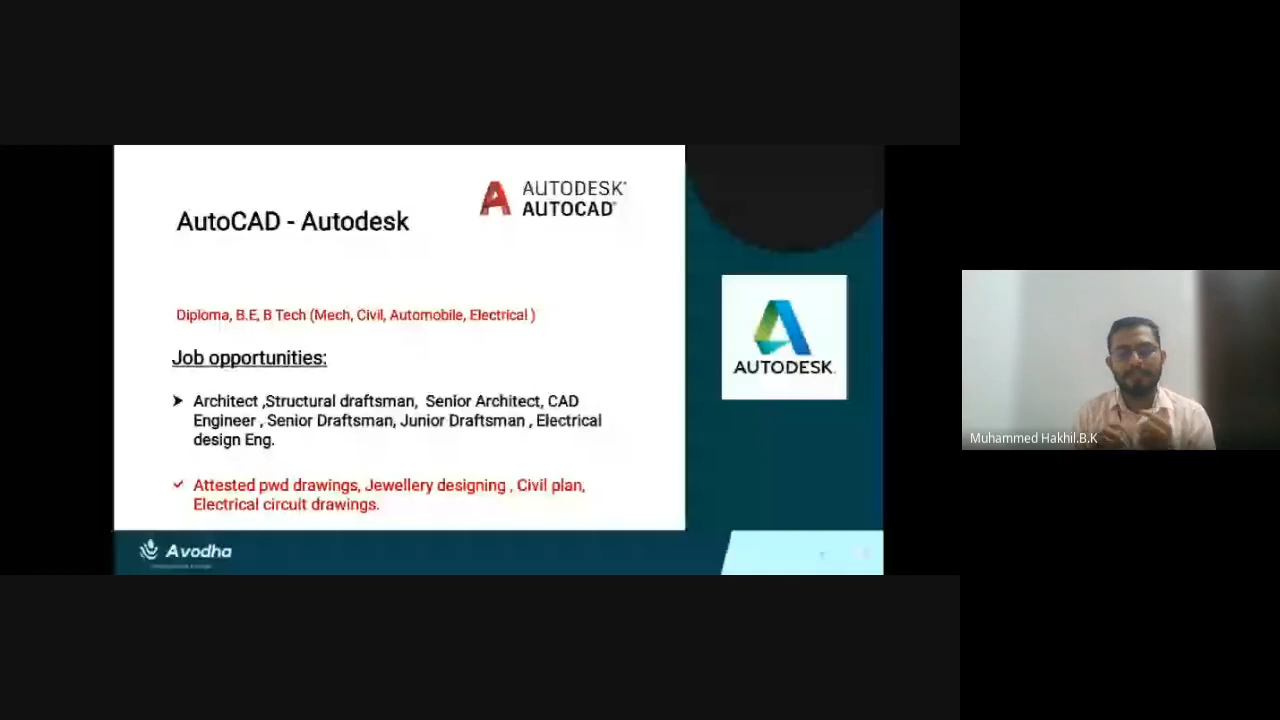 AutoCAD - Autodesk
AUTODESK®
AUTOCAD®
Diploma, B.E, B Tech (Mech, Civil, Automobile, Electrical )
Job opportunities:
Architect ,Structural draftsman, Senior Architect, CAD
Engineer , Senior Draftsman, Junior Draftsman , Electrical
design Eng.
Attested pwd drawings, Jewellery designing , Civil plan,
Electrical circuit drawings.
AUTODESK.
Avodha
Muhammed Hakhil.B.K